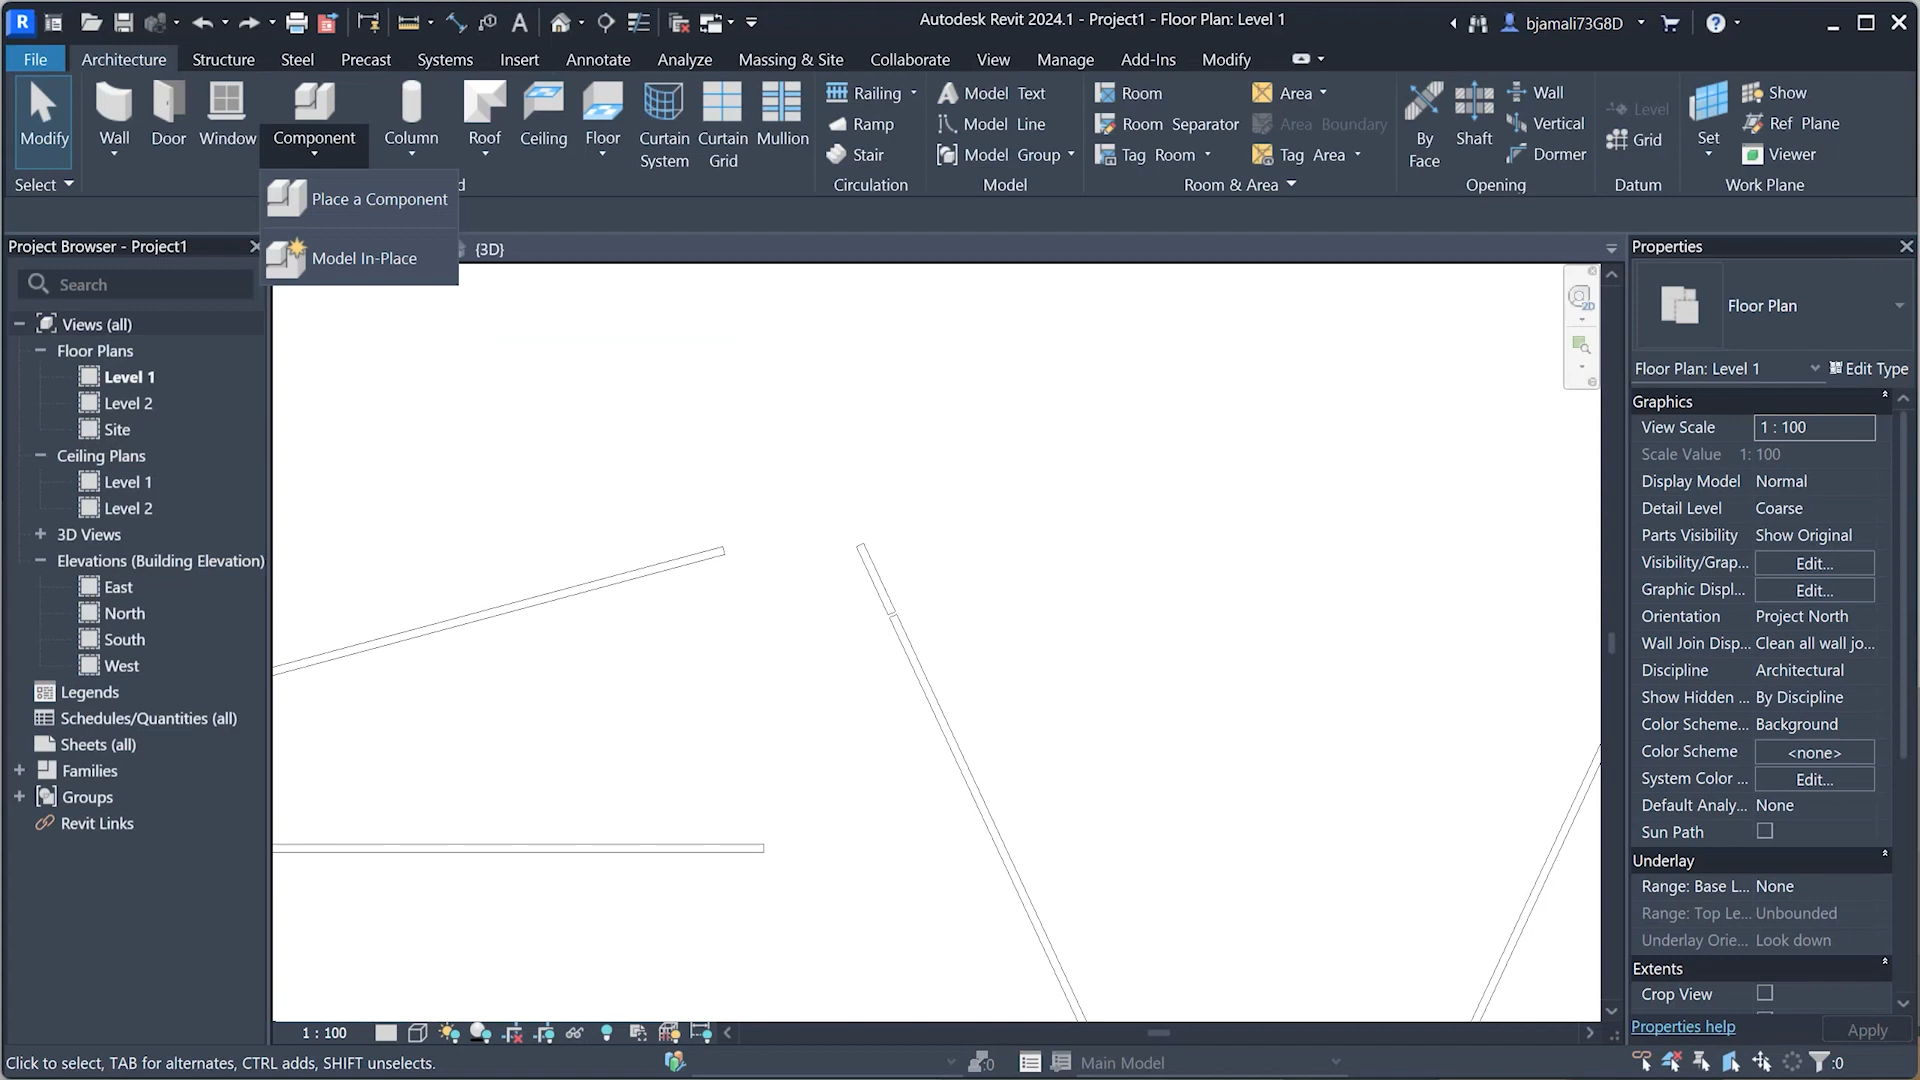 R
Autodesk Revit 2024.1 - Project1 - Floor Plan: Level 1
bjamali73G8D
File Architecture Structure Steel Precast Systems Insert Annotate Analyze Massing & Site Collaborate View Manage Add-Ins Modify
Modify
Wall
Door
Window
Component
Column
Roof
Ceiling
Floor
Curtain System
Curtain Grid
Mullion
Railing
Ramp
Stair
Model Text
Model Line
Model Group
Room
Room Separator
Tag Room
Area
Area Boundary
Tag Area
By Face
Shaft
Wall
Vertical
Dormer
Level
Grid
Set
Show
Ref Plane
Viewer
Select
d
Circulation
Model
Room & Area
Opening
Datum
Work Plane
Place a Component
Model In-Place
Project Browser - Project1
{3D}
Search
Views (all)
Floor Plans
Level 1
Level 2
Site
Ceiling Plans
Level 1
Level 2
3D Views
Elevations (Building Elevation)
East
North
South
West
Legends
Schedules/Quantities (all)
Sheets (all)
Families
Groups
Revit Links
2D
Properties
Floor Plan
Floor Plan: Level 1
Edit Type
Graphics
View Scale 1 : 100
Scale Value 1: 100
Display Model Normal
Detail Level Coarse
Parts Visibility Show Original
Visibility/Grap... Edit...
Graphic Displ... Edit...
Orientation Project North
Wall Join Disp... Clean all wall jo...
Discipline Architectural
Show Hidden ... By Discipline
Color Scheme... Background
Color Scheme <none>
System Color ... Edit...
Default Analy... None
Sun Path
Underlay
Range: Base L... None
Range: Top Le... Unbounded
Underlay Orie... Look down
Extents
Crop View
Properties help
Apply
1 : 100
Click to select, TAB for alternates, CTRL adds, SHIFT unselects.
:0
Main Model
:0